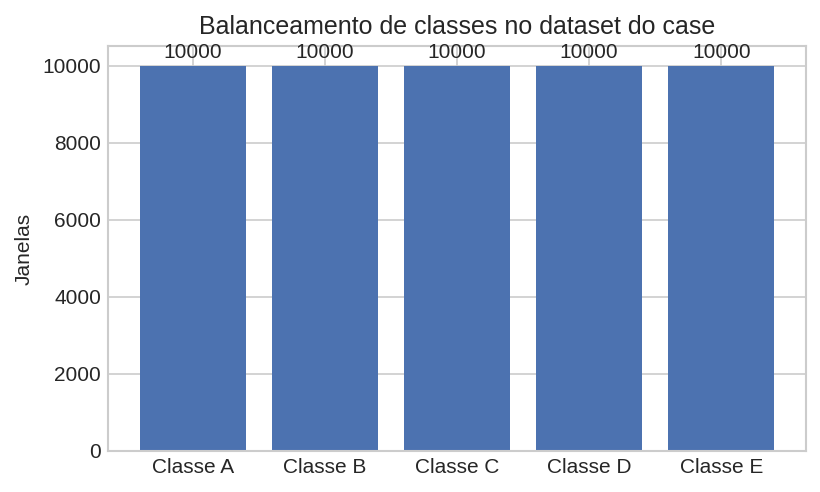 Balanceamento de classes no dataset do case
10000 10000 10000 10000 10000
10000
8000
6000
4000
2000
0
Janelas
Classe A Classe B Classe C Classe D Classe E